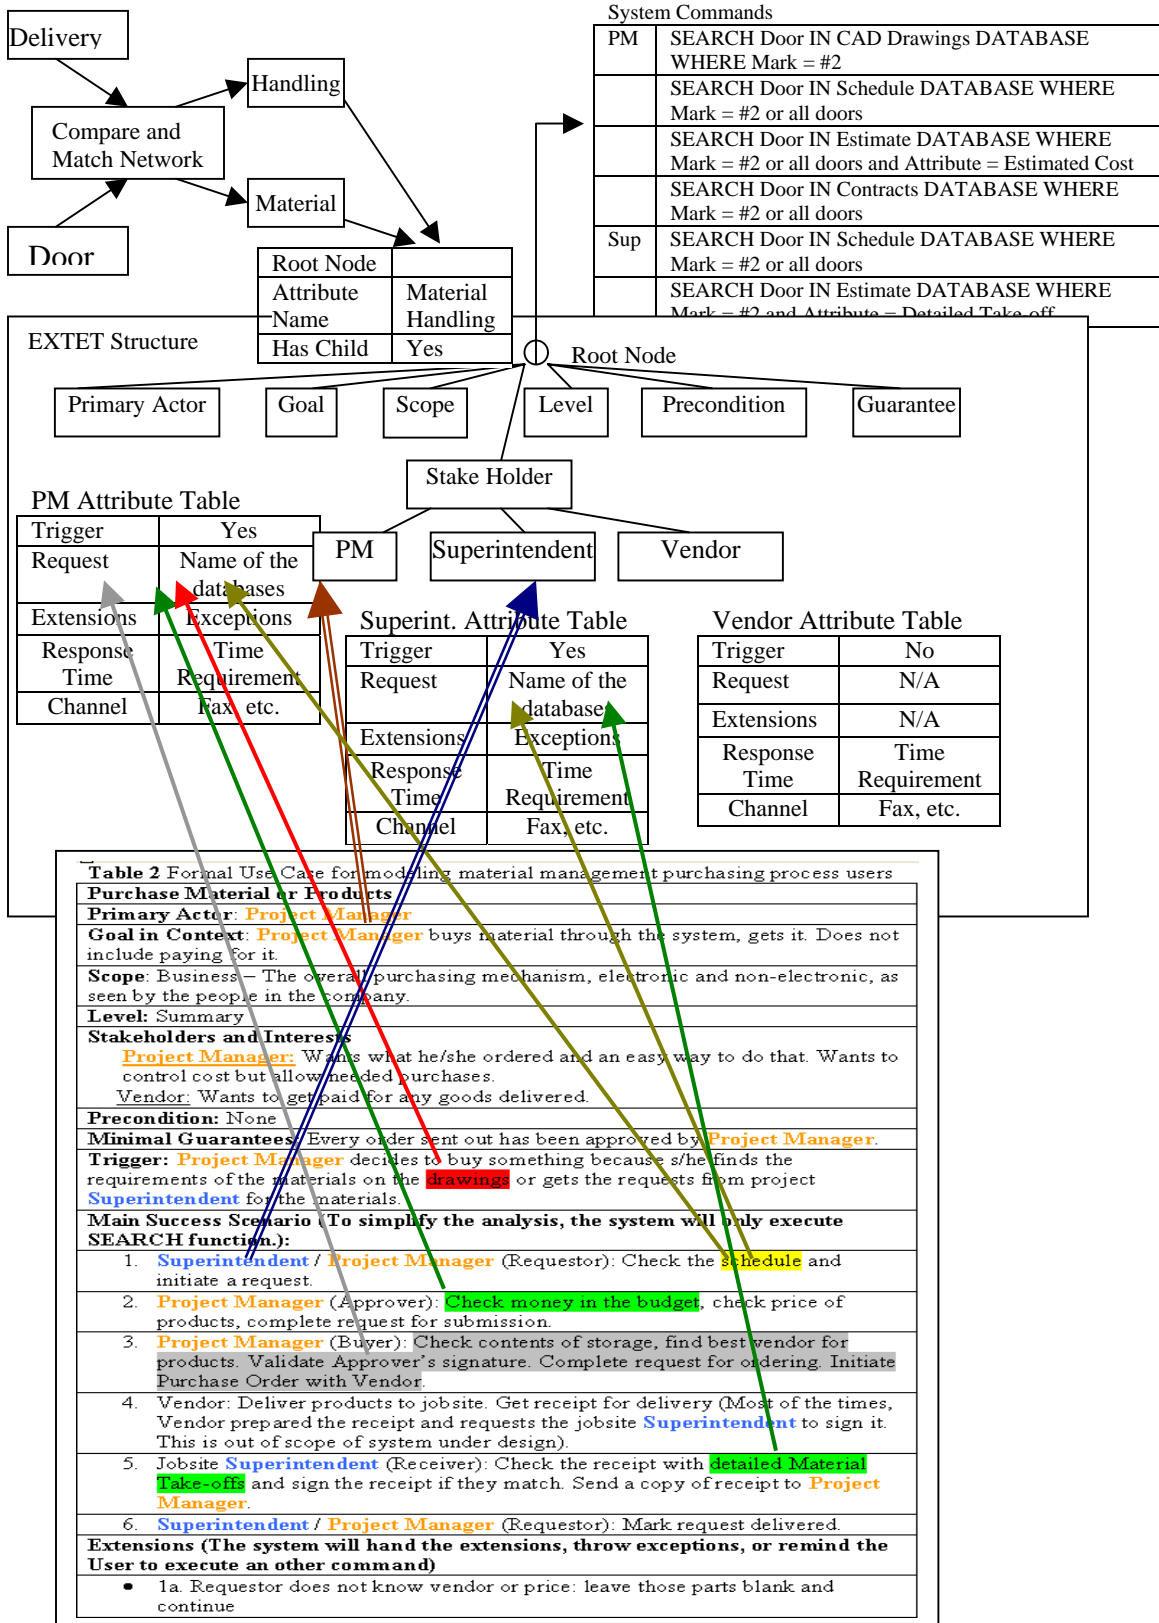 System Commands
Delivery
PM SEARCH Door IN CAD Drawings DATABASE
WHERE Mark = #2
SEARCH Door IN Schedule DATABASE WHERE
Mark = #2 or all doors
SEARCH Door IN Estimate DATABASE WHERE
Mark = #2 or all doors and Attribute = Estimated Cost
SEARCH Door IN Contracts DATABASE WHERE
Mark = #2 or all doors
Sup SEARCH Door IN Schedule DATABASE WHERE
Mark = #2 or all doors
SEARCH Door IN Estimate DATABASE WHERE
Mark = #2 and Attribute = Detailed Take-off
Handling
Compare and
Match Network
Material
Door
Root Node
Attribute Material
Name Handling
Has Child Yes
EXTET Structure
Root Node
Primary Actor
Goal
Scope
Level
Precondition
Guarantee
Stake Holder
PM
Superintendent
Vendor
PM Attribute Table
Trigger Yes
Request Name of the
databases
Extensions Exceptions
Response Time
Time Requirement
Channel Fax, etc.
Superint. Attribute Table
Trigger Yes
Request Name of the
databases
Extensions Exceptions
Response Time
Time Requirement
Channel Fax, etc.
Vendor Attribute Table
Trigger No
Request N/A
Extensions N/A
Response Time
Time Requirement
Channel Fax, etc.
Table 2 Formal Use Case for modeling material management purchasing process users
Purchase Material or Products
Primary Actor: Project Manager
Goal in Context: Project Manager buys material through the system, gets it. Does not
include paying for it.
Scope: Business – The overall purchasing mechanism, electronic and non-electronic, as
seen by the people in the company.
Level: Summary
Stakeholders and Interests
Project Manager: Wants what he/she ordered and an easy way to do that. Wants to
control cost but allow needed purchases.
Vendor: Wants to get paid for any goods delivered.
Precondition: None
Minimal Guarantees: Every order sent out has been approved by Project Manager.
Trigger: Project Manager decides to buy something because s/he finds the
requirements of the materials on the drawings or gets the requests from project
Superintendent for the materials.
Main Success Scenario (To simplify the analysis, the system will only execute
SEARCH function.):
1. Superintendent / Project Manager (Requestor): Check the schedule and
initiate a request.
2. Project Manager (Approver): Check money in the budget, check price of
products, complete request for submission.
3. Project Manager (Buyer): Check contents of storage, find best vendor for
products. Validate Approver's signature. Complete request for ordering. Initiate
Purchase Order with Vendor.
4. Vendor: Deliver products to jobsite. Get receipt for delivery (Most of the times,
Vendor prepared the receipt and requests the jobsite Superintendent to sign it.
This is out of scope of system under design).
5. Jobsite Superintendent (Receiver): Check the receipt with detailed Material
Take-offs and sign the receipt if they match. Send a copy of receipt to Project
Manager.
6. Superintendent / Project Manager (Requestor): Mark request delivered.
Extensions (The system will hand the extensions, throw exceptions, or remind the
User to execute an other command)
• 1a. Requestor does not know vendor or price: leave those parts blank and
continue